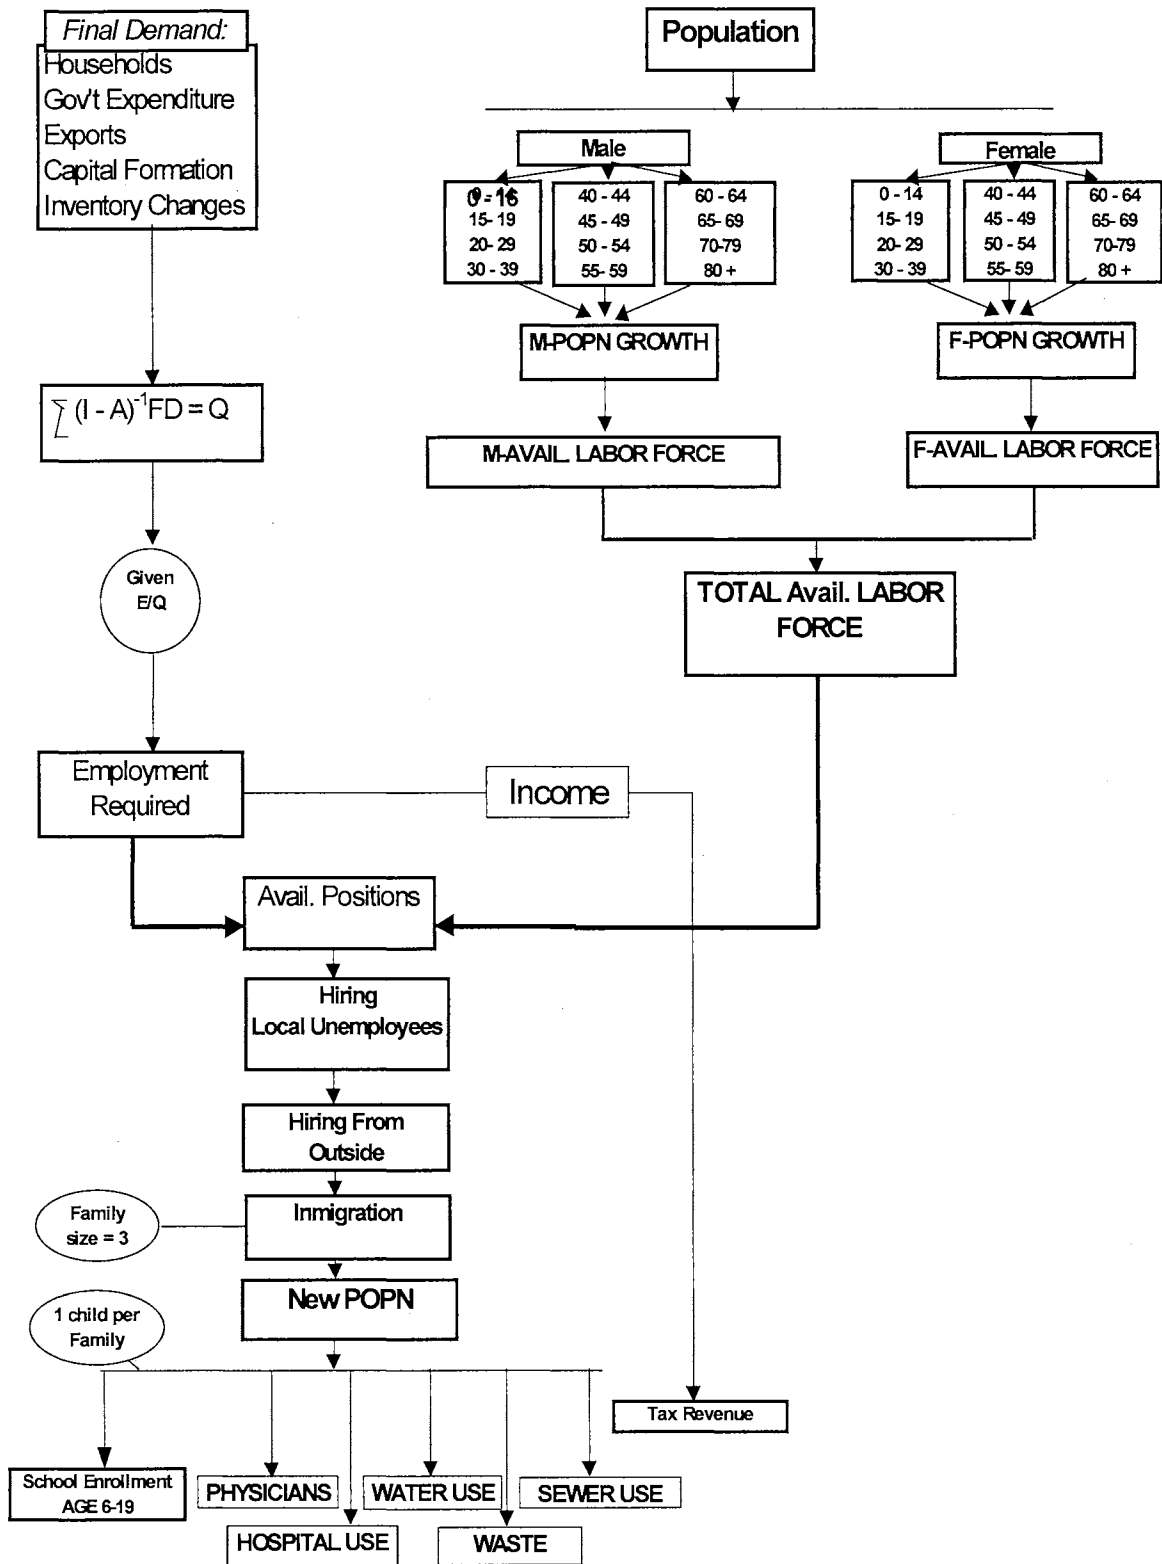 Final Demand:
Households
Gov't Expenditure
Exports
Capital Formation
Inventory Changes
∑ (I - A)⁻¹FD = Q
Given
E/Q
Employment
Required
Income
Population
Male
40 - 44
45 - 49
50 - 54
55- 59
15- 19
20- 29
30 - 39
60 - 64
65- 69
70-79
80 +
Female
0 - 14
15- 19
20- 29
30 - 39
40 - 44
45 - 49
50 - 54
55- 59
60 - 64
65- 69
70-79
80 +
M-POPN GROWTH
F-POPN GROWTH
M-AVAIL. LABOR FORCE
F-AVAIL. LABOR FORCE
TOTAL Avail. LABOR
FORCE
Avail. Positions
Hiring
Local Unemployees
Hiring From
Outside
Family
size = 3
Inmigration
New POPN
1 child per
Family
Tax Revenue
School Enrollment
AGE 6-19
PHYSICIANS
WATER USE
SEWER USE
HOSPITAL USE
WASTE